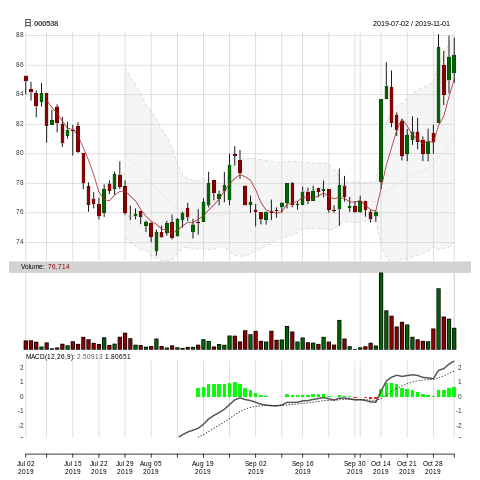 日 000538
2019-07-02 / 2019-11-01
88
86
84
82
80
78
76
74
Volume: 76,714
MACD(12,26,9): 2.50913 1.80651
2 2
1 1
0 0
-1 -1
-2 -2
Jul 02 2019
Jul 15 2019
Jul 22 2019
Jul 29 2019
Aug 05 2019
Aug 19 2019
Sep 02 2019
Sep 16 2019
Sep 30 2019
Oct 14 2019
Oct 21 2019
Oct 28 2019